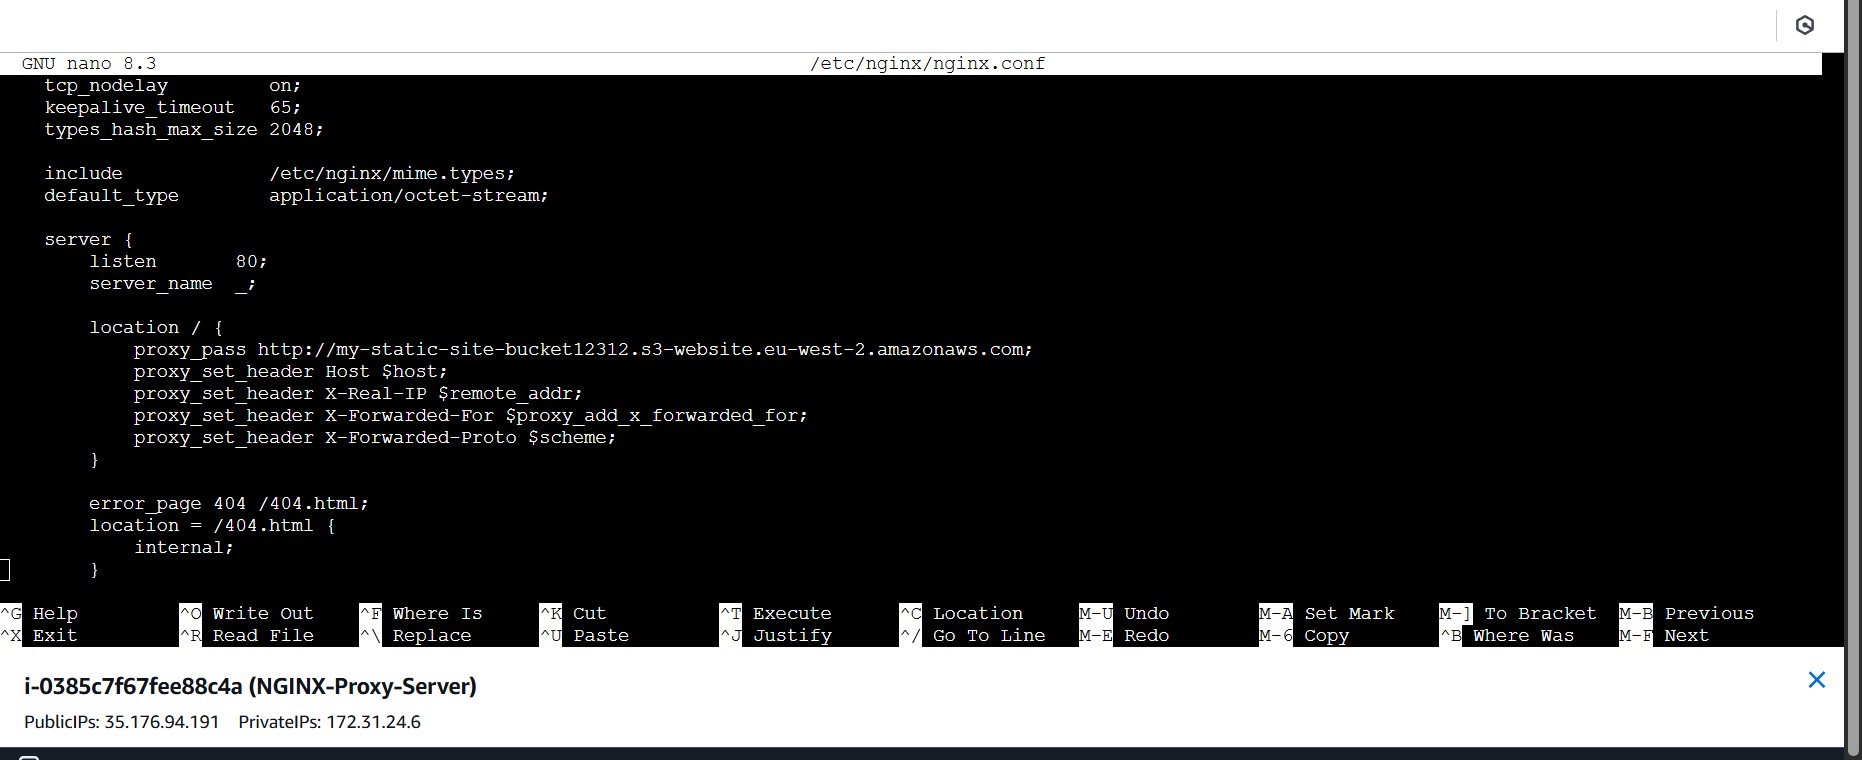 GNU nano 8.3 /etc/nginx/nginx.conf
tcp_nodelay on;
keepalive_timeout 65;
types_hash_max_size 2048;
include /etc/nginx/mime.types;
default_type application/octet-stream;
server {
listen 80;
server_name _;
location / {
proxy_pass http://my-static-site-bucket12312.s3-website.eu-west-2.amazonaws.com;
proxy_set_header Host $host;
proxy_set_header X-Real-IP $remote_addr;
proxy_set_header X-Forwarded-For $proxy_add_x_forwarded_for;
proxy_set_header X-Forwarded-Proto $scheme;
}
error_page 404 /404.html;
location = /404.html {
internal;
}
^G Help ^O Write Out ^F Where Is ^K Cut ^T Execute ^C Location M-U Undo M-A Set Mark M-] To Bracket M-B Previous
^X Exit ^R Read File ^\ Replace ^U Paste ^J Justify ^/ Go To Line M-E Redo M-6 Copy ^B Where Was M-F Next
i-0385c7f67fee88c4a (NGINX-Proxy-Server)
PublicIPs: 35.176.94.191 PrivateIPs: 172.31.24.6